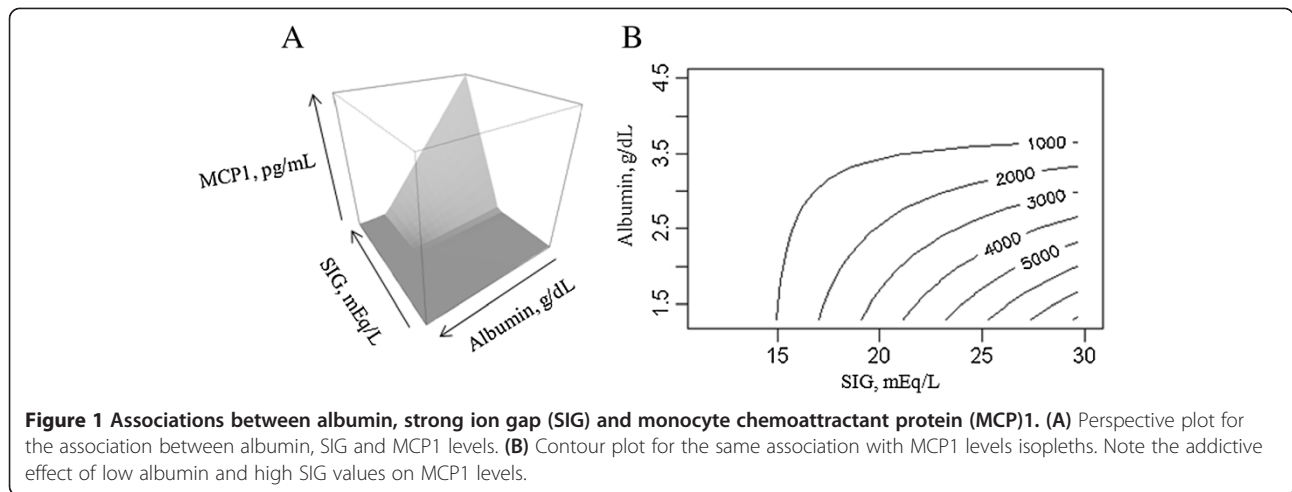 A
MCP1, pg/mL
SIG, mEq/L
Albumin, g/dL
B
4.5
3.5
2.5
1.5
Albumin, g/dL
1000
2000
3000
4000
5000
15
20
25
30
SIG, mEq/L
Figure 1 Associations between albumin, strong ion gap (SIG) and monocyte chemoattractant protein (MCP)1. (A) Perspective plot for
the association between albumin, SIG and MCP1 levels. (B) Contour plot for the same association with MCP1 levels isopleths. Note the addictive
effect of low albumin and high SIG values on MCP1 levels.